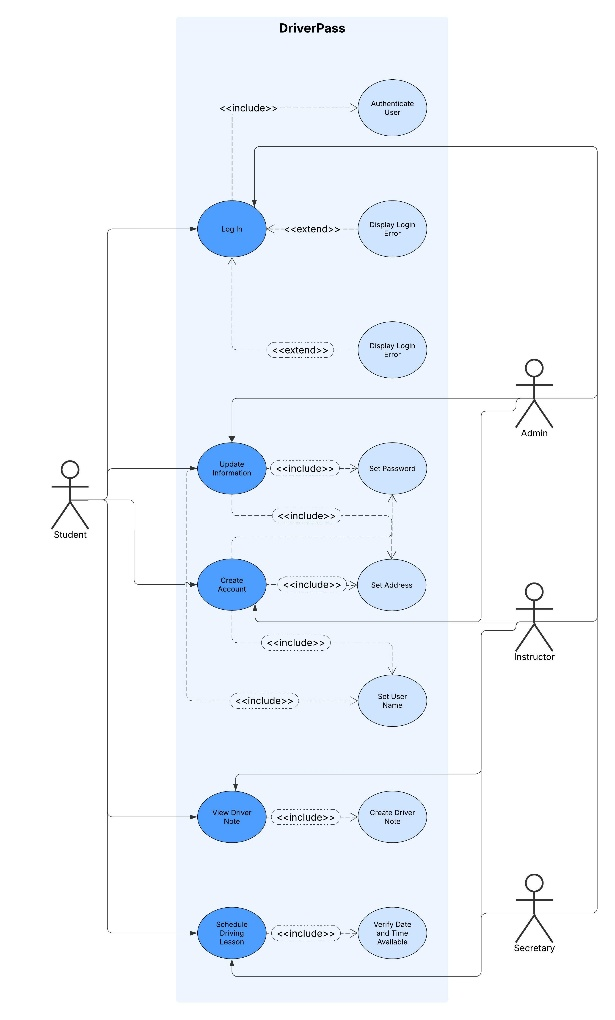 DriverPass
<<include>>
Authenticate
User
Log In
<<extend>>
Display Login
Error
<<extend>>
Display Login
Error
Admin
Update
Information
<<include>>
Set Password
Student
<<include>>
Create
Account
<<include>>
Set Address
Instructor
<<include>>
<<include>>
Set User
Name
View Driver
Note
<<include>>
Create Driver
Note
Schedule
Driving
Lesson
<<include>>
Verify Date
and Time
Available
Secretary